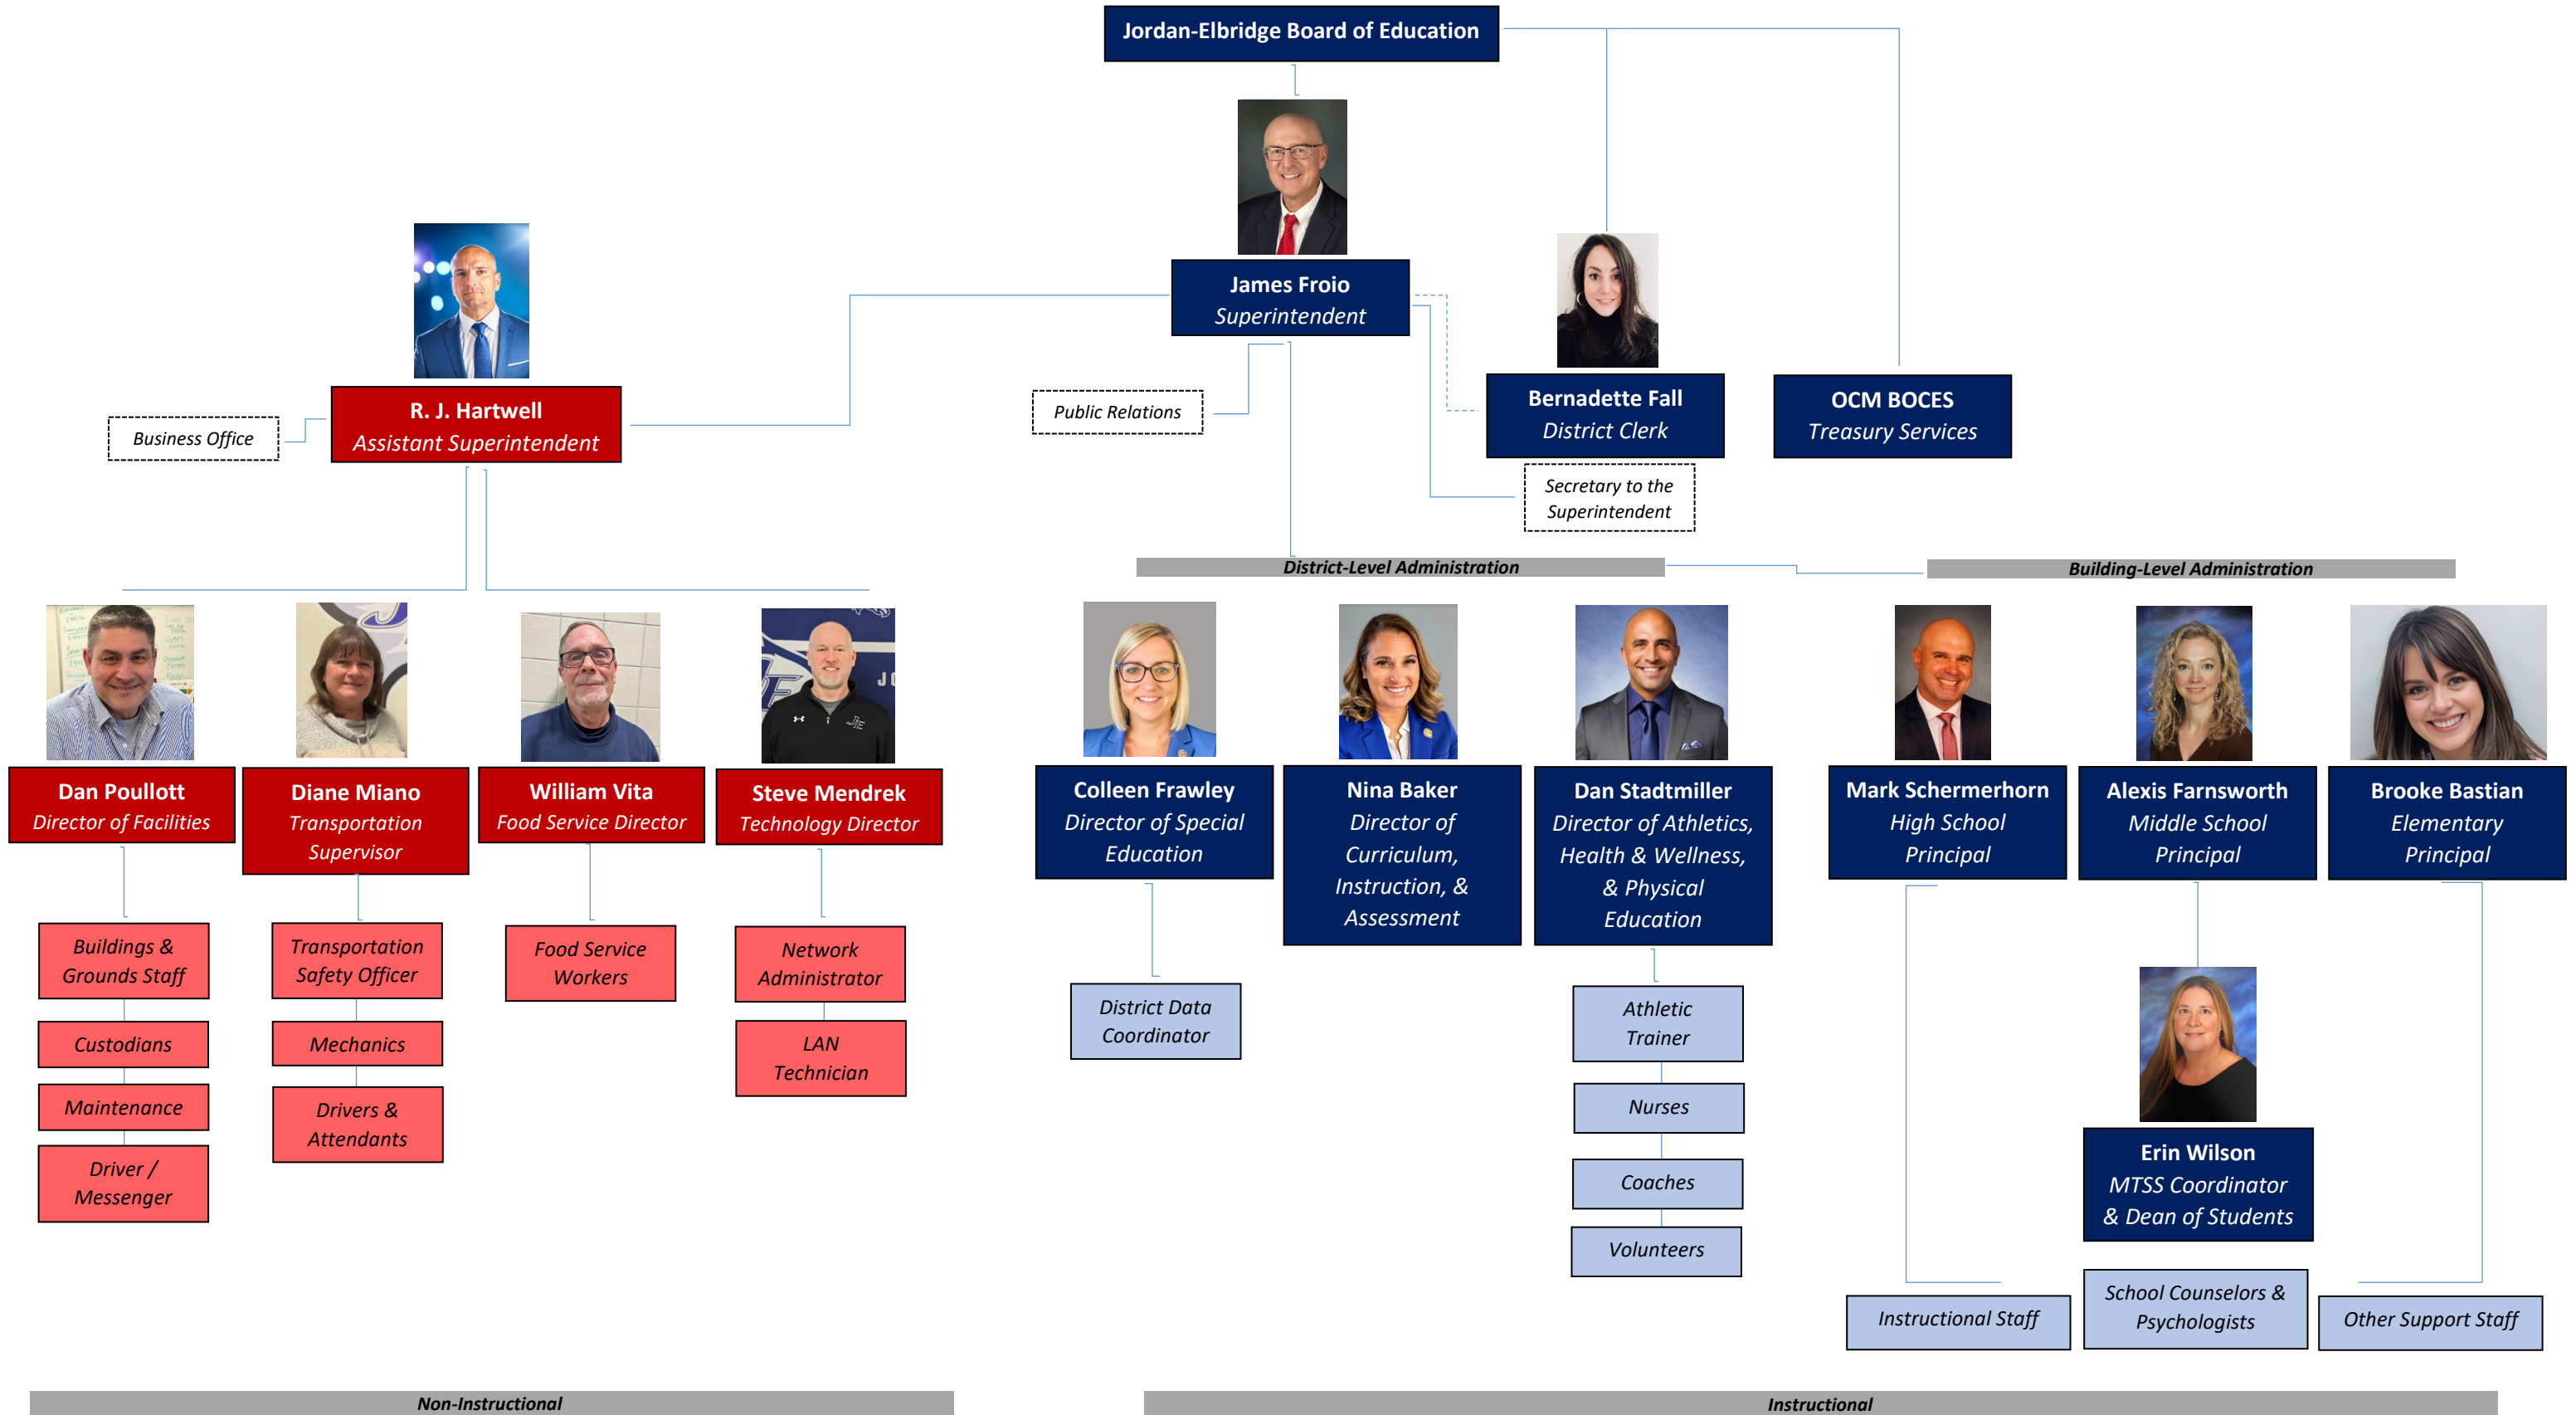 Jordan-Elbridge Board of Education
James Froio
Superintendent
R. J. Hartwell
Assistant Superintendent
Business Office
Public Relations
Bernadette Fall
District Clerk
Secretary to the
Superintendent
OCM BOCES
Treasury Services
District-Level Administration
Building-Level Administration
Dan Poullott
Director of Facilities
Diane Miano
Transportation
Supervisor
William Vita
Food Service Director
Steve Mendrek
Technology Director
Colleen Frawley
Director of Special
Education
Nina Baker
Director of
Curriculum,
Instruction, &
Assessment
Dan Stadtmiller
Director of Athletics,
Health & Wellness,
& Physical
Education
Mark Schermerhorn
High School
Principal
Alexis Farnsworth
Middle School
Principal
Brooke Bastian
Elementary
Principal
Buildings &
Grounds Staff
Custodians
Maintenance
Driver /
Messenger
Transportation
Safety Officer
Mechanics
Drivers &
Attendants
Food Service
Workers
Network
Administrator
LAN
Technician
District Data
Coordinator
Athletic
Trainer
Nurses
Coaches
Volunteers
Erin Wilson
MTSS Coordinator
& Dean of Students
Instructional Staff
School Counselors &
Psychologists
Other Support Staff
Non-Instructional
Instructional